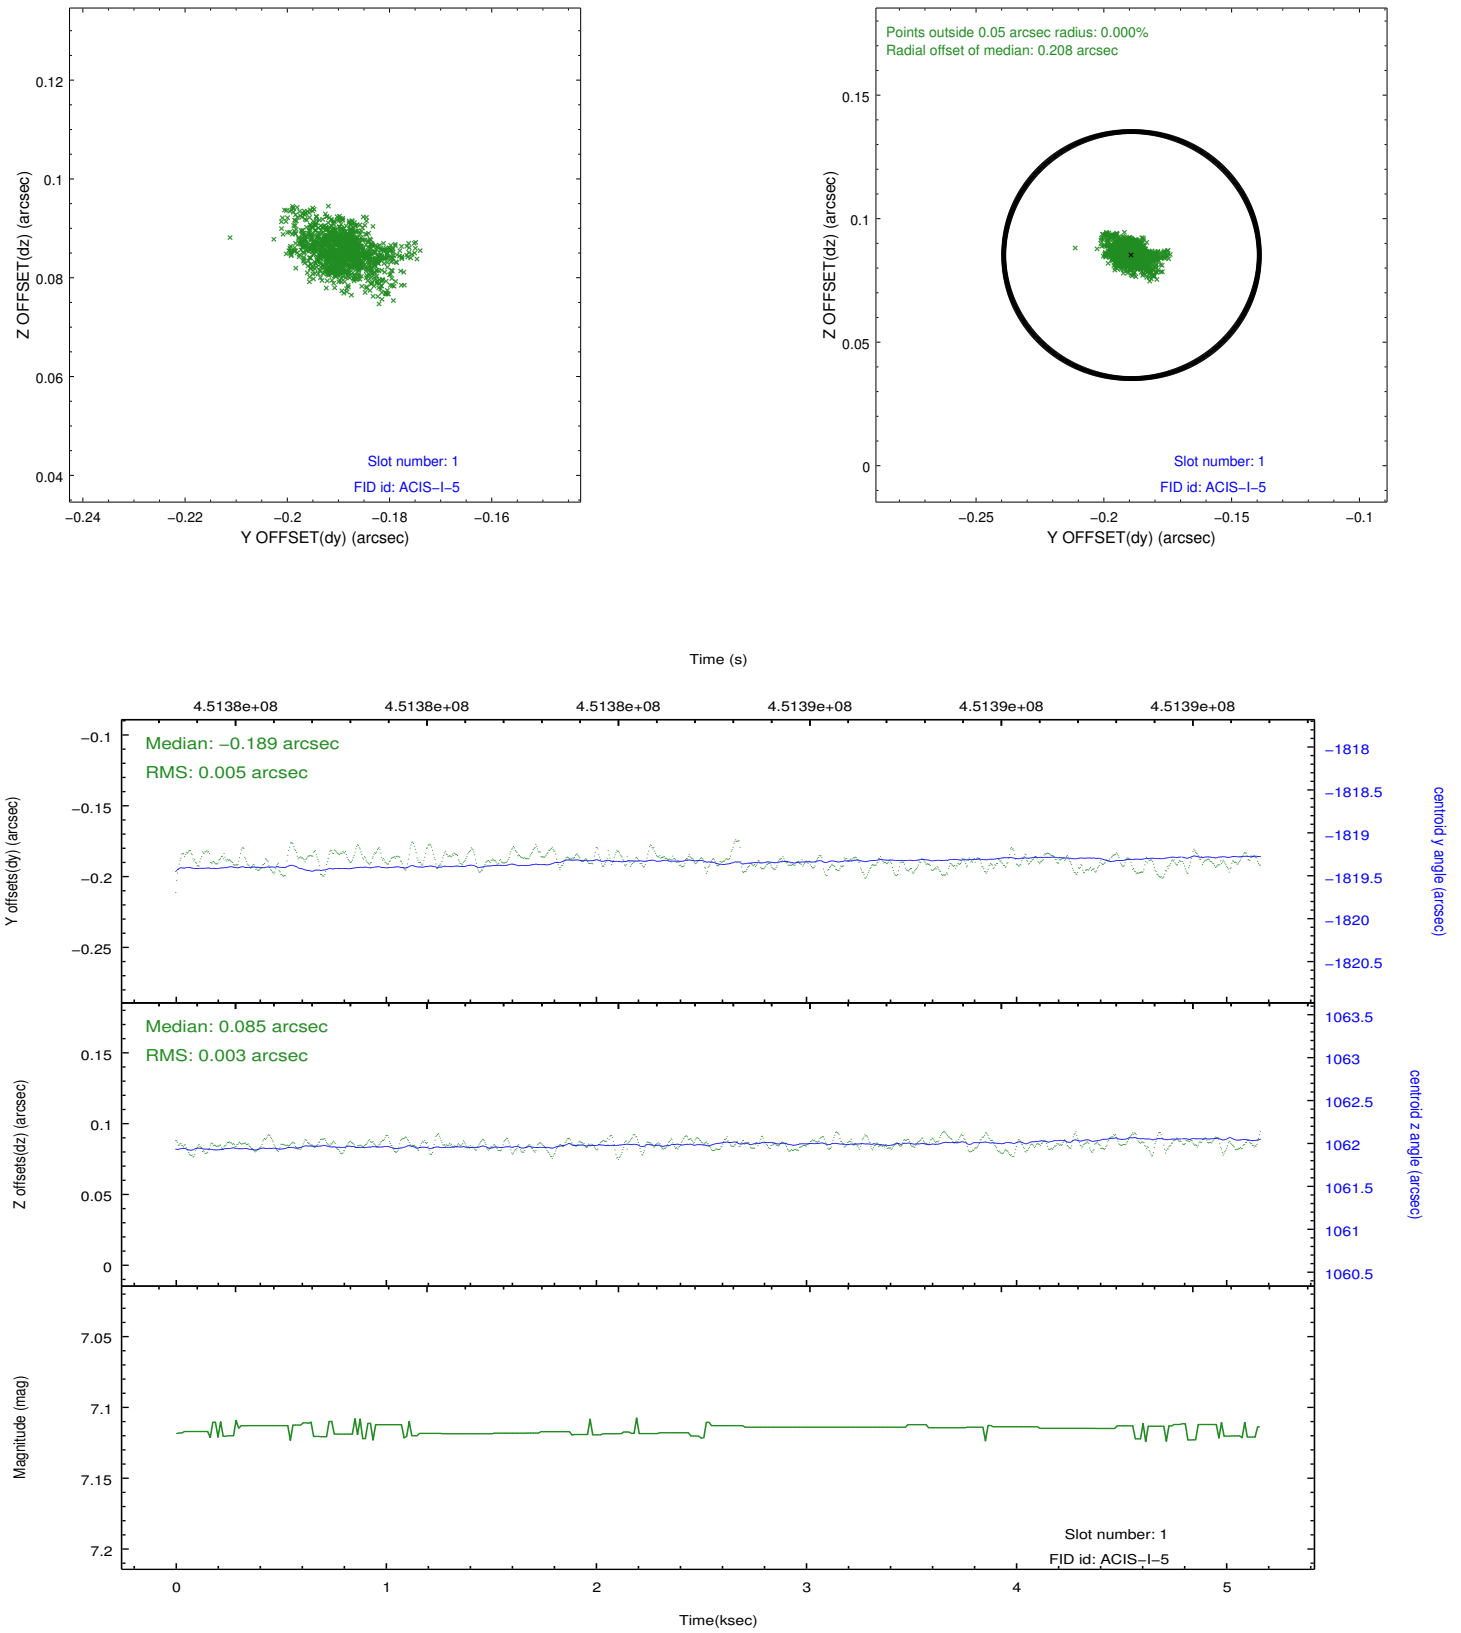 0.12
0.1
0.08
0.06
0.04
Z OFFSET(dz) (arcsec)
Slot number: 1
FID id: ACIS−I−5
−0.24 −0.22 −0.2 −0.18 −0.16
Y OFFSET(dy) (arcsec)
Points outside 0.05 arcsec radius: 0.000%
Radial offset of median: 0.208 arcsec
0.15
0.1
0.05
0
Z OFFSET(dz) (arcsec)
Slot number: 1
FID id: ACIS−I−5
−0.25 −0.2 −0.15 −0.1
Y OFFSET(dy) (arcsec)
Time (s)
4.5138e+08 4.5138e+08 4.5138e+08 4.5139e+08 4.5139e+08 4.5139e+08
Median: −0.189 arcsec
RMS: 0.005 arcsec
−0.1
−0.15
−0.2
−0.25
Y offsets(dy) (arcsec)
−1818
−1818.5
−1819
−1819.5
−1820
−1820.5
centroid y angle (arcsec)
Median: 0.085 arcsec
RMS: 0.003 arcsec
0.15
0.1
0.05
0
Z offsets(dz) (arcsec)
1063.5
1063
1062.5
1062
1061.5
1061
1060.5
centroid z angle (arcsec)
7.05
7.1
7.15
7.2
Magnitude (mag)
Slot number: 1
FID id: ACIS−I−5
0 1 2 3 4 5
Time(ksec)